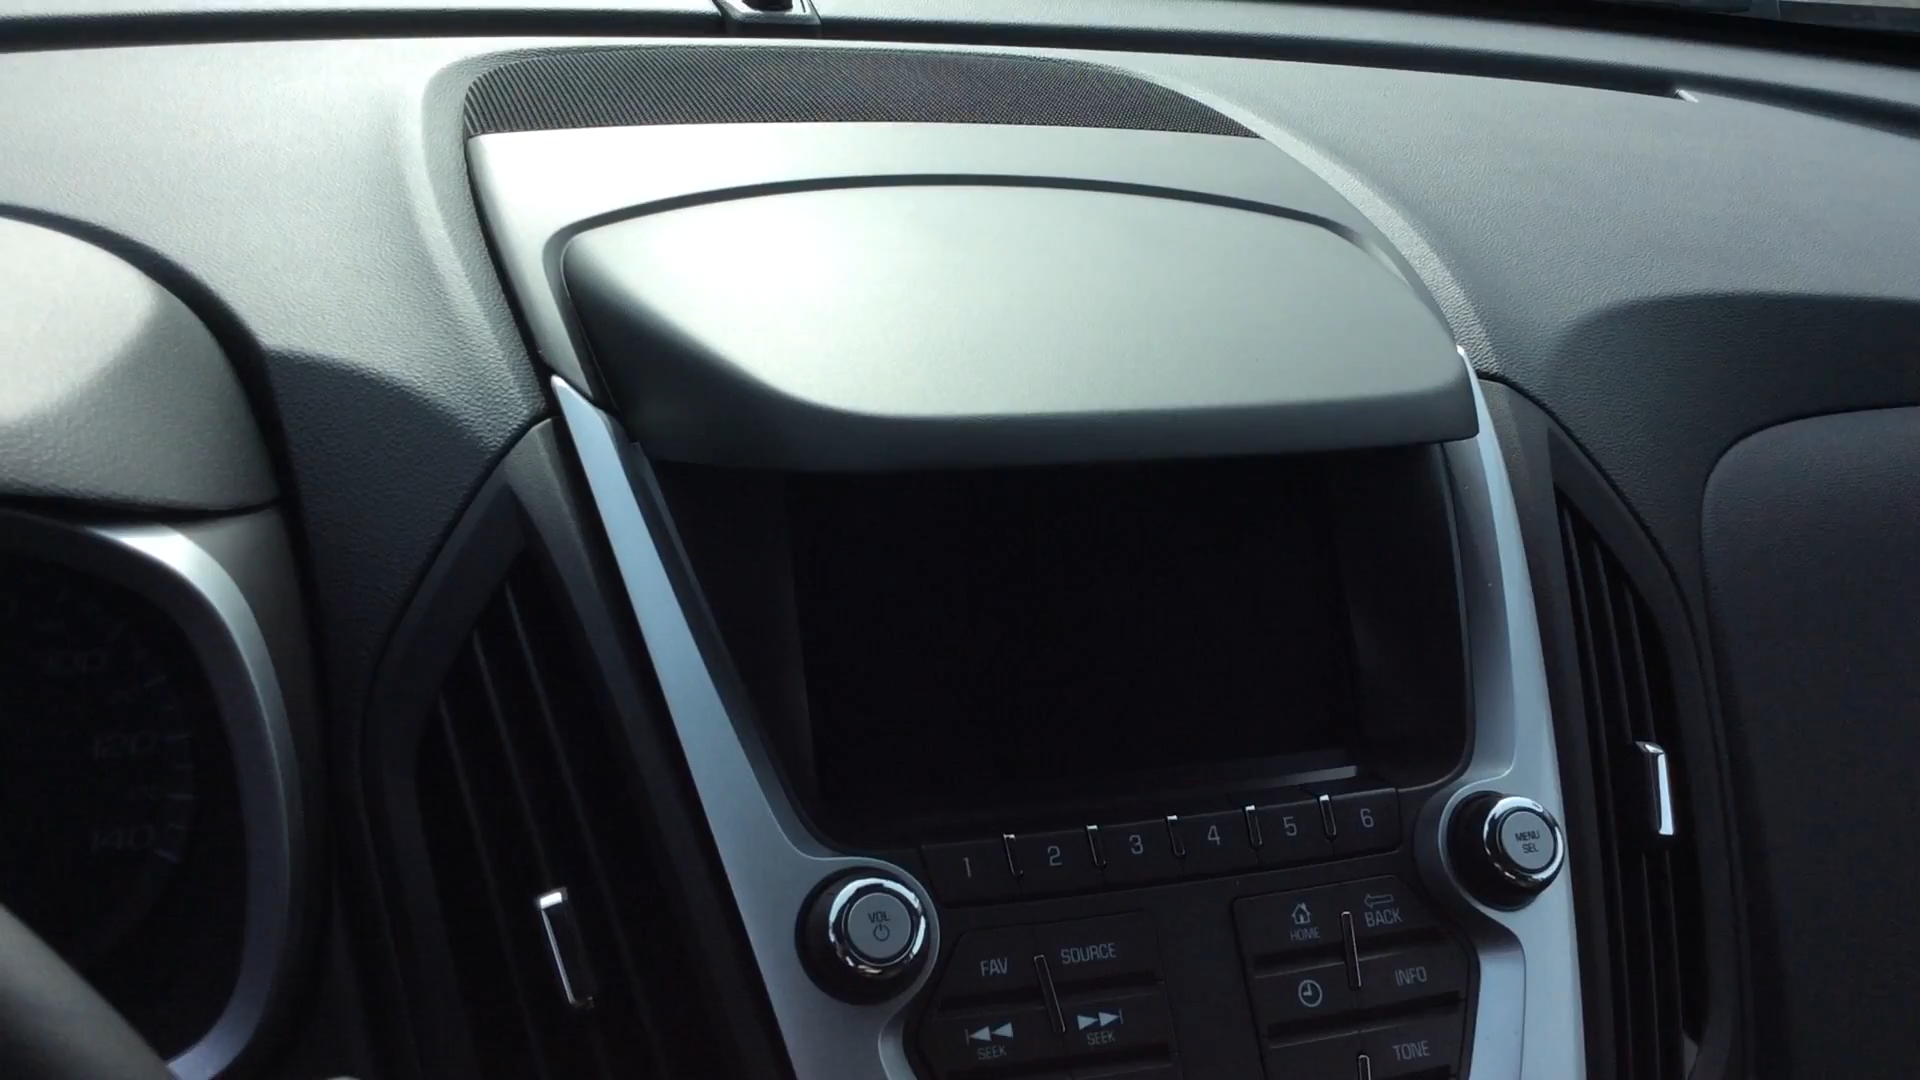 100
120
140
1 2 3 4 5 6
VOL
MENU
SEL
FAV SOURCE
SEEK SEEK
HOME BACK
INFO
TONE